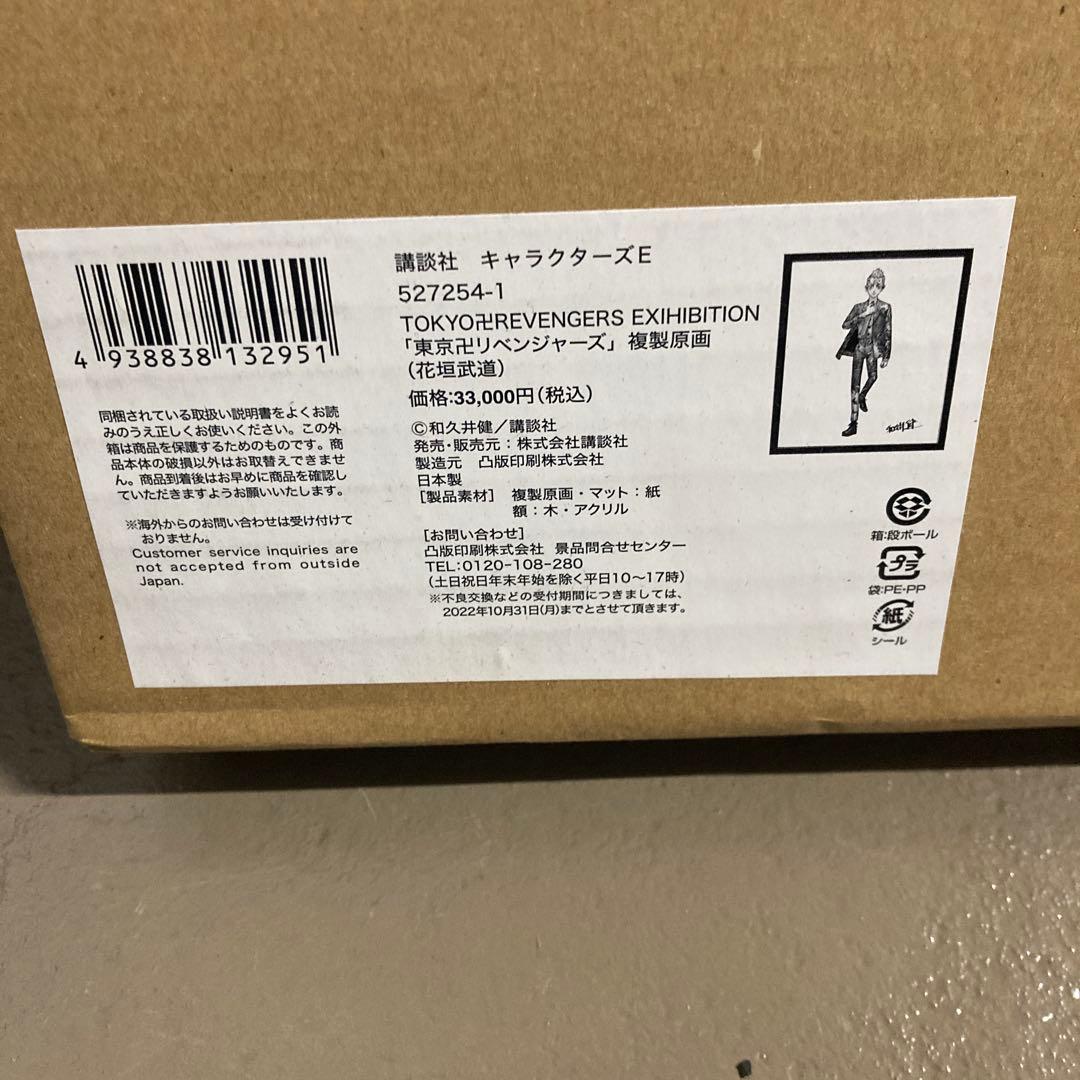 4 938838 132951
同梱されている取扱い説明書をよくお読
みのうえ正しくお使いください。この外
箱は商品を保護するためのものです。商
品本体の破損以外はお取替えできませ
ん。商品到着後はお早めに商品を確認し
ていただきますようお願いいたします。
※海外からのお問い合わせは受け付けて
おりません。
Customer service inquiries are
not accepted from outside
Japan.
講談社 キャラクターズE
527254-1
TOKYO卍REVENGERS EXIHIBITION
「東京卍リベンジャーズ」複製原画
(花垣武道)
価格:33,000円(税込)
©和久井健／講談社
発売・販売元：株式会社講談社
製造元 凸版印刷株式会社
日本製
[製品素材] 複製原画・マット：紙
額：木・アクリル
[お問い合わせ]
凸版印刷株式会社 景品問合せセンター
TEL:0120-108-280
(土日祝日年末年始を除く平日10～17時)
※不良交換などの受付期間につきましては、
2022年10月31日(月)までとさせて頂きます。
箱:段ボール
プラ
袋:PE・PP
紙
シール